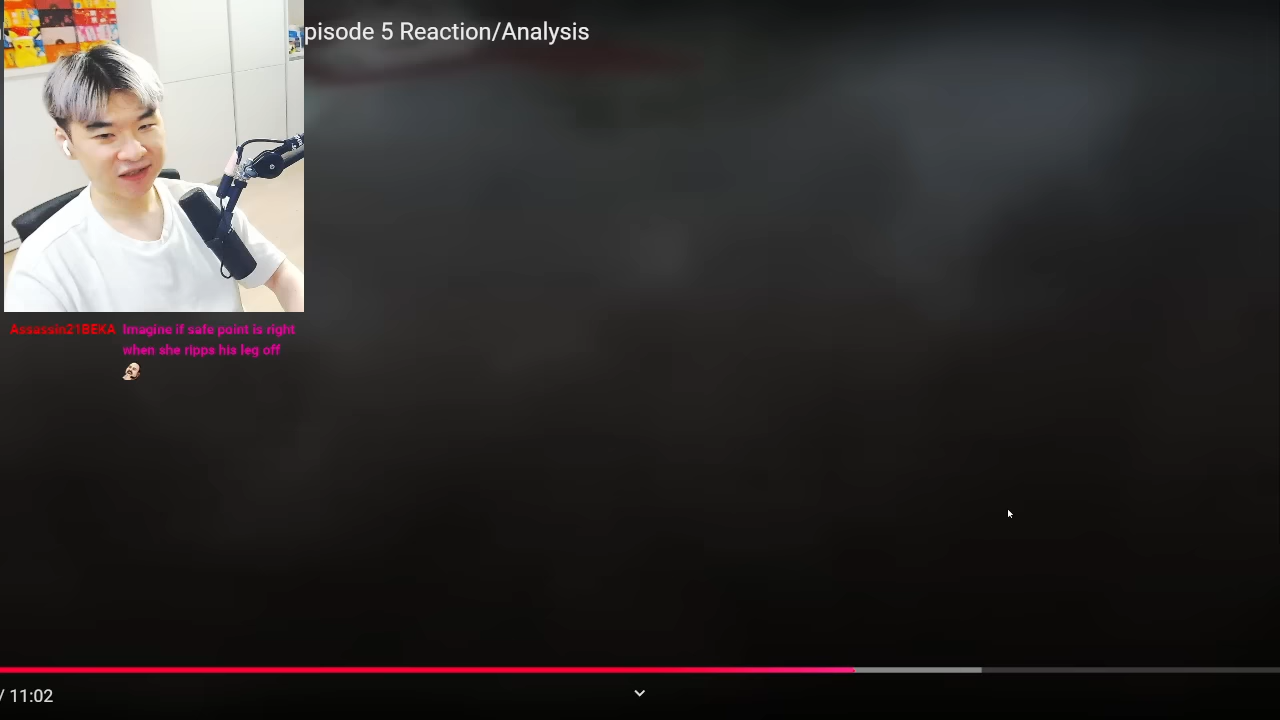 pisode 5 Reaction/Analysis
Assassin21BEKA Imagine if safe point is right
when she ripps his leg off
/ 11:02